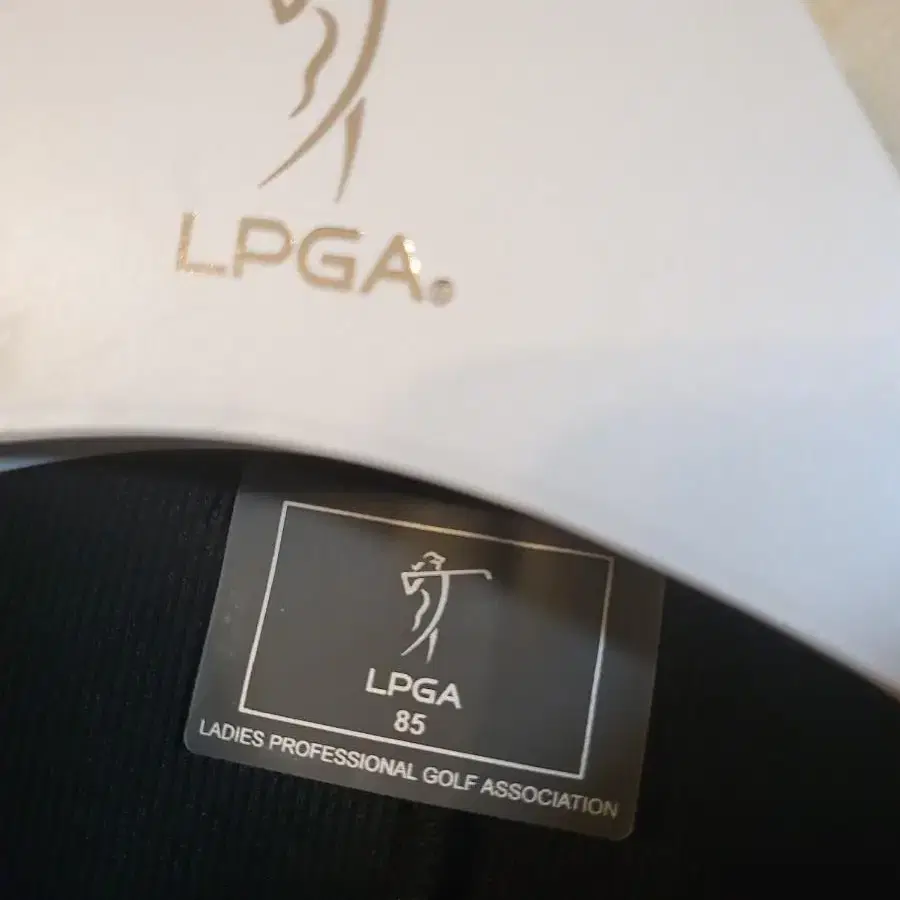 LPGA®
LPGA
85
LADIES PROFESSIONAL GOLF ASSOCIATION